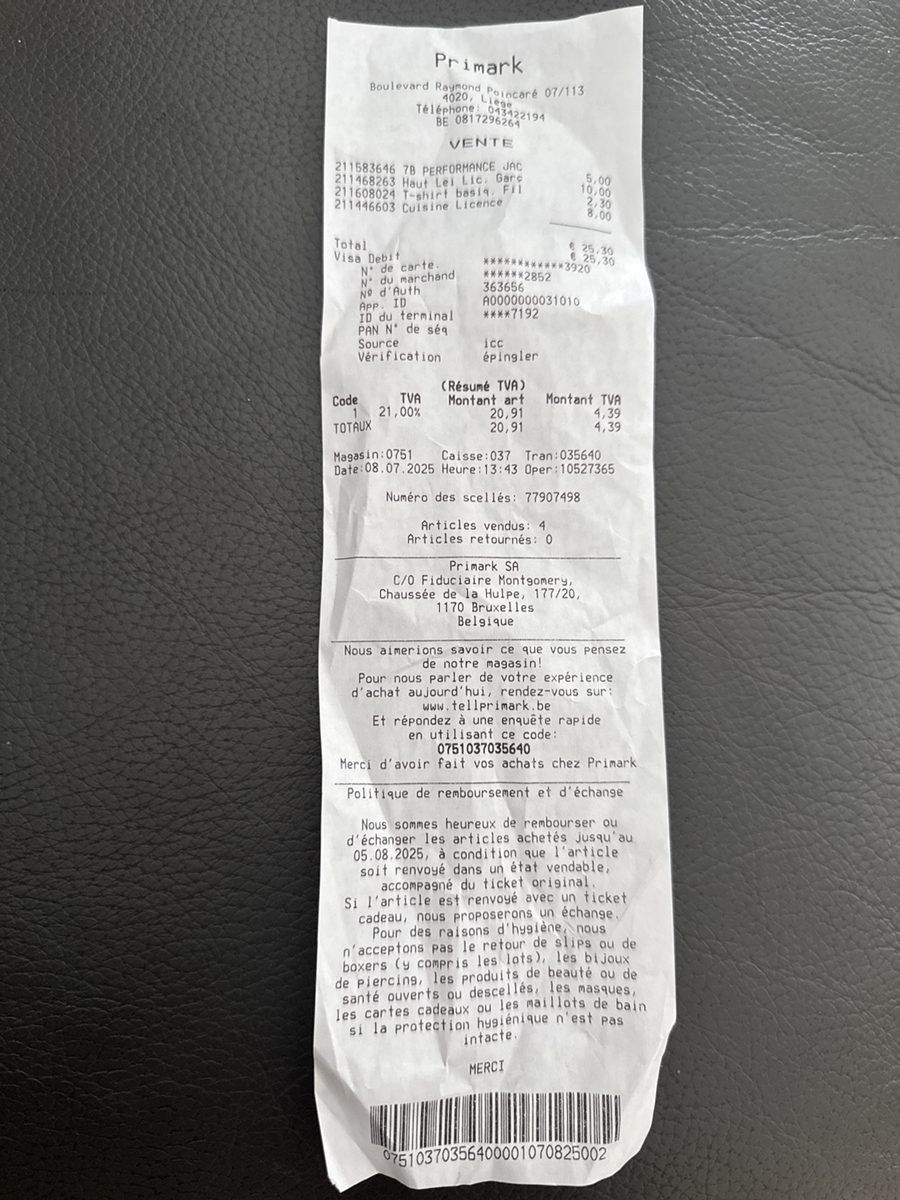 Primark
Boulevard Raymond Poincaré 07/113
4020, Liège
Téléphone: 043422194
BE 0817296264
VENTE
211583646 7B PERFORMANCE JAC 5,00
211468263 Haut Lei Lic. Garç 10,00
211608024 T-shirt basiq. Fil 2,30
211446603 Cuisine Licence 8,00
Total € 25,30
Visa Debit € 25,30
N° de carte. ************3920
N° du marchand ******2852
Nº d'Auth 363656
App. ID A0000000031010
ID du terminal ****7192
PAN N° de séq
Source icc
Vérification épingler
(Résumé TVA)
Code TVA Montant art Montant TVA
1 21,00% 20,91 4,39
TOTAUX 20,91 4,39
Magasin:0751 Caisse:037 Tran:035640
Date:08.07.2025 Heure:13:43 Oper:10527365
Numéro des scellés: 77907498
Articles vendus: 4
Articles retournés: 0
Primark SA
C/O Fiduciaire Montgomery,
Chaussée de la Hulpe, 177/20,
1170 Bruxelles
Belgique
Nous aimerions savoir ce que vous pensez
de notre magasin!
Pour nous parler de votre expérience
d'achat aujourd'hui, rendez-vous sur:
www.tellprimark.be
Et répondez à une enquête rapide
en utilisant ce code:
0751037035640
Merci d'avoir fait vos achats chez Primark
Politique de remboursement et d'échange
Nous sommes heureux de rembourser ou
d'échanger les articles achetés jusqu'au
05.08.2025, à condition que l'article
soit renvoyé dans un état vendable,
accompagné du ticket original.
Si l'article est renvoyé avec un ticket
cadeau, nous proposerons un échange.
Pour des raisons d'hygiène, nous
n'acceptons pas le retour de slips ou de
boxers (y compris les lots), les bijoux
de piercing, les produits de beauté ou de
santé ouverts ou descellés, les masques,
les cartes cadeaux ou les maillots de bain
si la protection hygiénique n'est pas
intacte.
MERCI
07510370356400001070825002